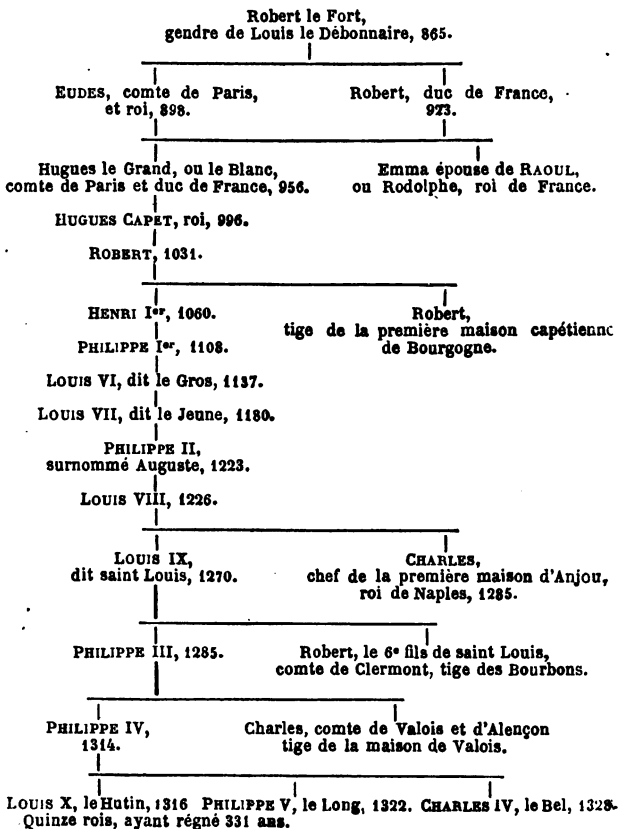 Robert le Fort,
gendre de Louis le Débonnaire, 865.
EUDES, comte de Paris,
et roi, 898.
Robert, duc de France,
923.
Hugues le Grand, ou le Blanc,
comte de Paris et duc de France, 956.
Emma épouse de RAOUL,
ou Rodolphe, roi de France.
HUGUES CAPET, roi, 996.
ROBERT, 1031.
HENRI Ier, 1060.
Robert,
tige de la première maison capétienne
de Bourgogne.
PHILIPPE Ier, 1108.
LOUIS VI, dit le Gros, 1137.
LOUIS VII, dit le Jeune, 1180.
PHILIPPE II,
surnommé Auguste, 1223.
LOUIS VIII, 1226.
LOUIS IX,
dit saint Louis, 1270.
CHARLES,
chef de la première maison d'Anjou,
roi de Naples, 1285.
PHILIPPE III, 1285.
Robert, le 6e fils de saint Louis,
comte de Clermont, tige des Bourbons.
PHILIPPE IV,
1314.
Charles, comte de Valois et d'Alençon
tige de la maison de Valois.
LOUIS X, le Hutin, 1316 PHILIPPE V, le Long, 1322. CHARLES IV, le Bel, 1328.
Quinze rois, ayant régné 331 ans.